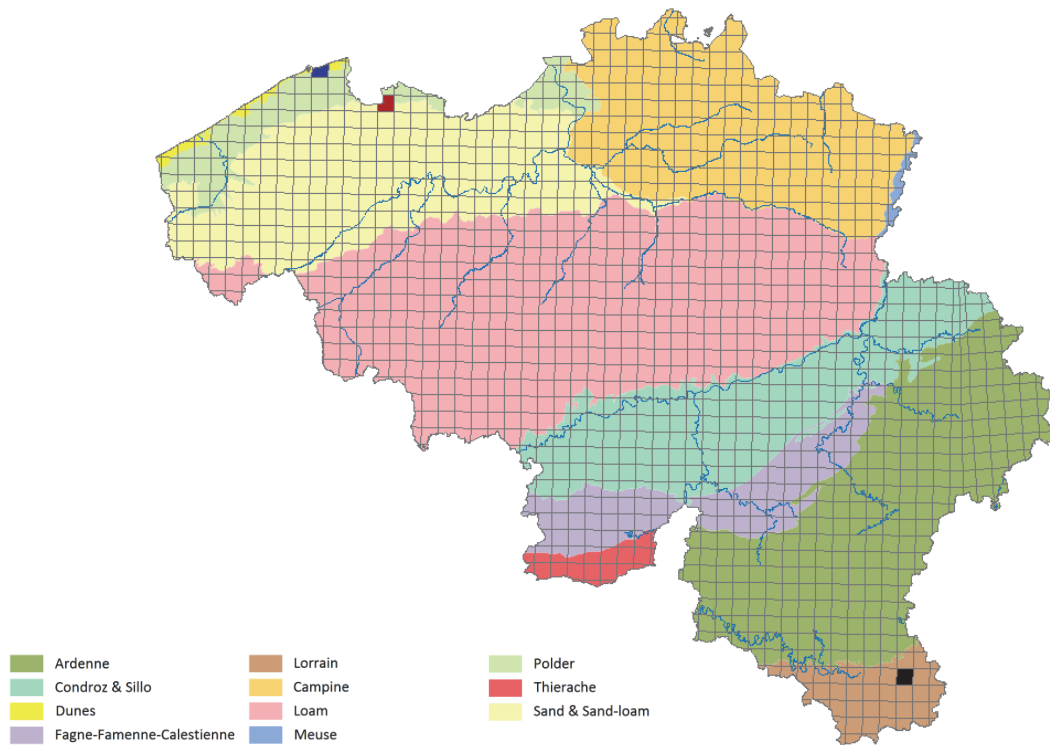 Ardenne
Condroz & Sillo
Dunes
Fagne-Famenne-Calestienne
Lorrain
Campine
Loam
Meuse
Polder
Thierache
Sand & Sand-loam